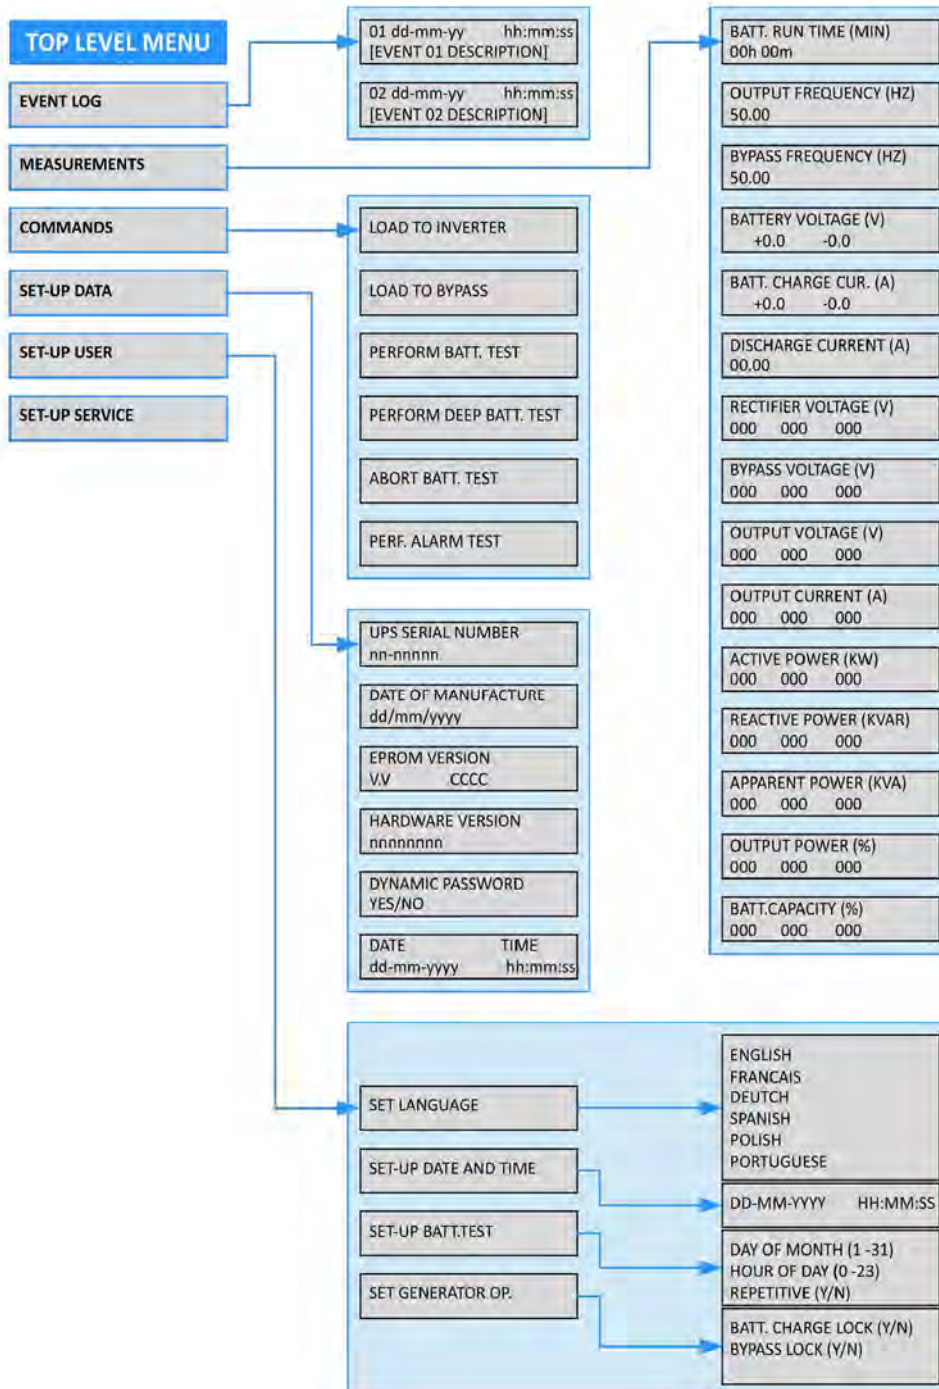 TOP LEVEL MENU
EVENT LOG
MEASUREMENTS
COMMANDS
SET-UP DATA
SET-UP USER
SET-UP SERVICE
01 dd-mm-yy hh:mm:ss
[EVENT 01 DESCRIPTION]
02 dd-mm-yy hh:mm:ss
[EVENT 02 DESCRIPTION]
LOAD TO INVERTER
LOAD TO BYPASS
PERFORM BATT. TEST
PERFORM DEEP BATT. TEST
ABORT BATT. TEST
PERF. ALARM TEST
UPS SERIAL NUMBER
nn-nnnnn
DATE OF MANUFACTURE
dd/mm/yyyy
EPROM VERSION
V.V CCCC
HARDWARE VERSION
nnnnnnnn
DYNAMIC PASSWORD
YES/NO
DATE TIME
dd-mm-yyyy hh:mm:ss
BATT. RUN TIME (MIN)
00h 00m
OUTPUT FREQUENCY (HZ)
50.00
BYPASS FREQUENCY (HZ)
50.00
BATTERY VOLTAGE (V)
+0.0 -0.0
BATT. CHARGE CUR. (A)
+0.0 -0.0
DISCHARGE CURRENT (A)
00.00
RECTIFIER VOLTAGE (V)
000 000 000
BYPASS VOLTAGE (V)
000 000 000
OUTPUT VOLTAGE (V)
000 000 000
OUTPUT CURRENT (A)
000 000 000
ACTIVE POWER (KW)
000 000 000
REACTIVE POWER (KVAR)
000 000 000
APPARENT POWER (KVA)
000 000 000
OUTPUT POWER (%)
000 000 000
BATT.CAPACITY (%)
000 000 000
SET LANGUAGE
SET-UP DATE AND TIME
SET-UP BATT.TEST
SET GENERATOR OP.
ENGLISH
FRANCAIS
DEUTCH
SPANISH
POLISH
PORTUGUESE
DD-MM-YYYY HH:MM:SS
DAY OF MONTH (1 -31)
HOUR OF DAY (0 -23)
REPETITIVE (Y/N)
BATT. CHARGE LOCK (Y/N)
BYPASS LOCK (Y/N)